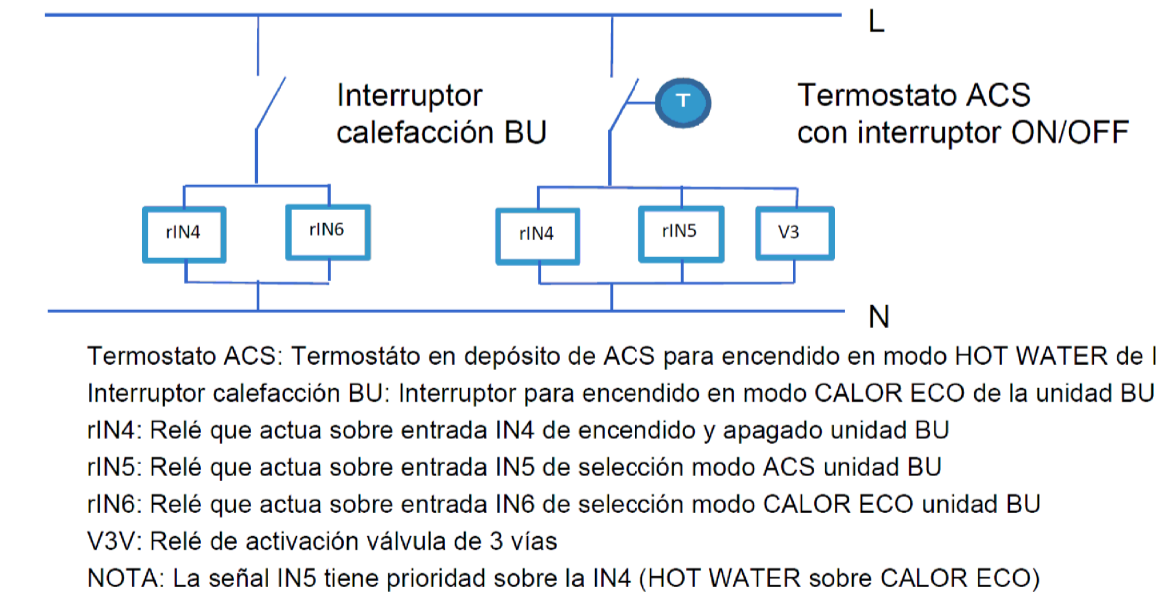 L
Interruptor
calefacción BU
T
Termostato ACS
con interruptor ON/OFF
rIN4
rIN6
rIN4
rIN5
V3
N
Termostato ACS: Termostáto en depósito de ACS para encendido en modo HOT WATER de l
Interruptor calefacción BU: Interruptor para encendido en modo CALOR ECO de la unidad BU
rIN4: Relé que actua sobre entrada IN4 de encendido y apagado unidad BU
rIN5: Relé que actua sobre entrada IN5 de selección modo ACS unidad BU
rIN6: Relé que actua sobre entrada IN6 de selección modo CALOR ECO unidad BU
V3V: Relé de activación válvula de 3 vías
NOTA: La señal IN5 tiene prioridad sobre la IN4 (HOT WATER sobre CALOR ECO)